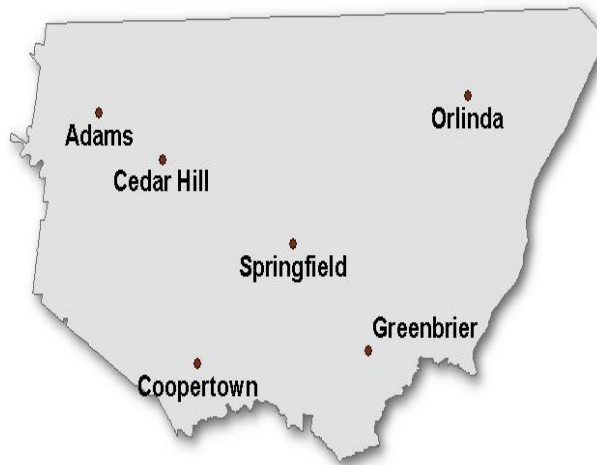 Orlinda
Adams
Cedar Hill
Springfield
Greenbrier
Coopertown